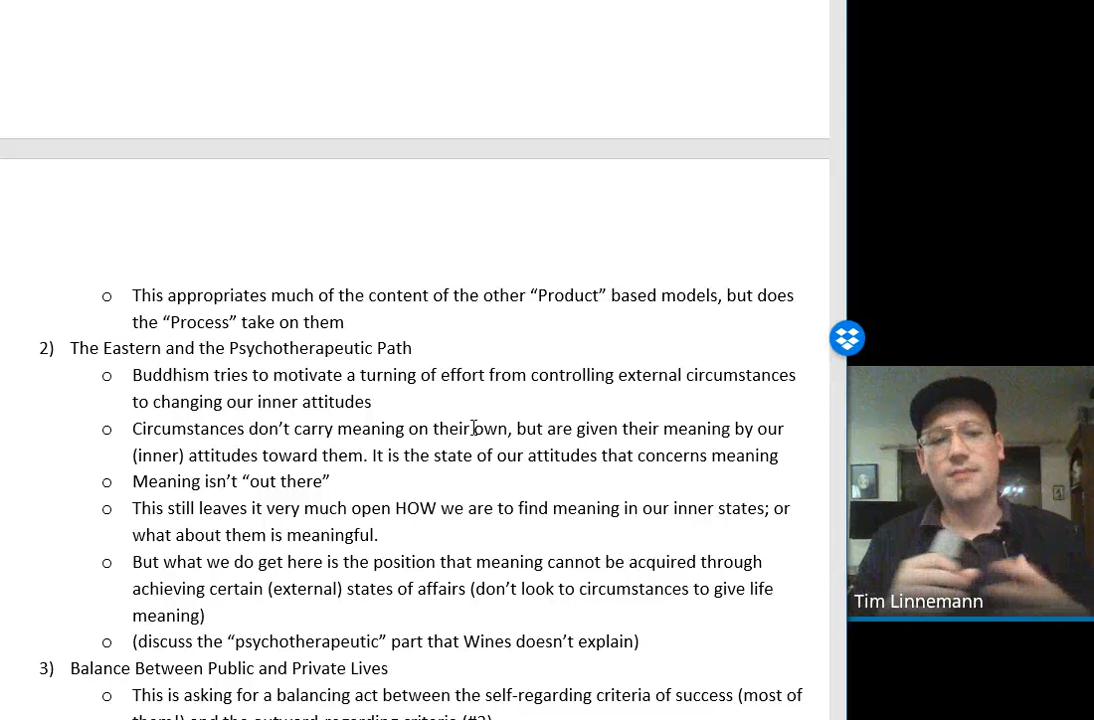 o This appropriates much of the content of the other “Product” based models, but does
the “Process” take on them
2) The Eastern and the Psychotherapeutic Path
o Buddhism tries to motivate a turning of effort from controlling external circumstances
to changing our inner attitudes
o Circumstances don’t carry meaning on their own, but are given their meaning by our
(inner) attitudes toward them. It is the state of our attitudes that concerns meaning
o Meaning isn’t “out there”
o This still leaves it very much open HOW we are to find meaning in our inner states; or
what about them is meaningful.
o But what we do get here is the position that meaning cannot be acquired through
achieving certain (external) states of affairs (don’t look to circumstances to give life
meaning)
o (discuss the “psychotherapeutic” part that Wines doesn’t explain)
3) Balance Between Public and Private Lives
o This is asking for a balancing act between the self-regarding criteria of success (most of
them!) and the outward-regarding criteria (#2)
Tim Linnemann